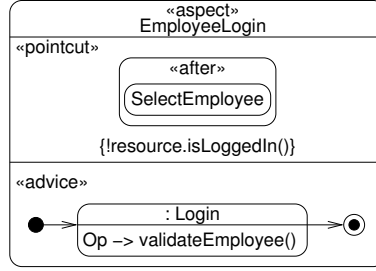 «aspect»
EmployeeLogin
«pointcut»
«after»
SelectEmployee
{!resource.isLoggedIn()}
«advice»
: Login
Op −> validateEmployee()